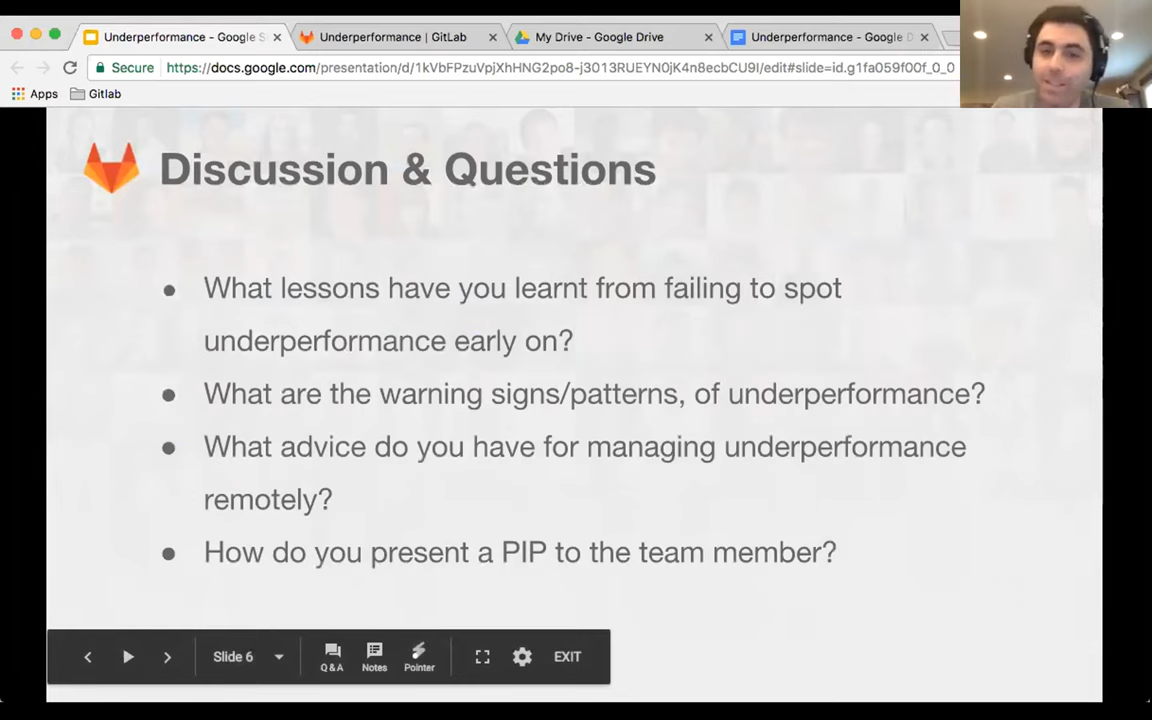 Underperformance - Google S
Underperformance | GitLab
My Drive - Google Drive
Underperformance - Google D
Secure
https://docs.google.com/presentation/d/1kVbFPzuVpjXhHNG2po8-j3013RUEYN0jK4n8ecbCU9I/edit#slide=id.g1fa059f00f_0_0
Apps
Gitlab
Discussion & Questions
● What lessons have you learnt from failing to spot
underperformance early on?
● What are the warning signs/patterns, of underperformance?
● What advice do you have for managing underperformance
remotely?
● How do you present a PIP to the team member?
Slide 6
Q&A
Notes
Pointer
EXIT